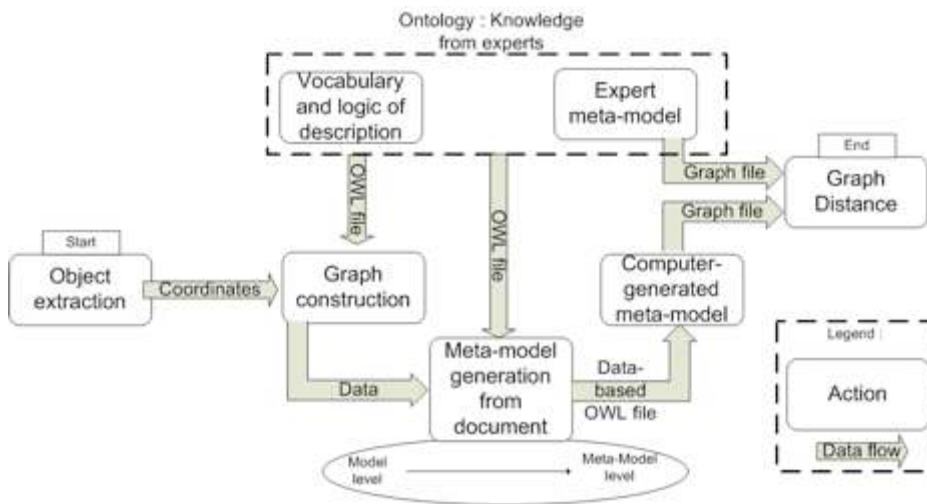 Ontology : Knowledge
from experts
Vocabulary
and logic of
description
Expert
meta-model
OWL file
OWL file
Graph file
End
Graph
Distance
Graph file
Start
Object
extraction
Coordinates
Graph
construction
Computer-
generated
meta-model
Data
Meta-model
generation
from
document
Data-
based
OWL file
Legend :
Action
Data flow
Model
level
Meta-Model
level